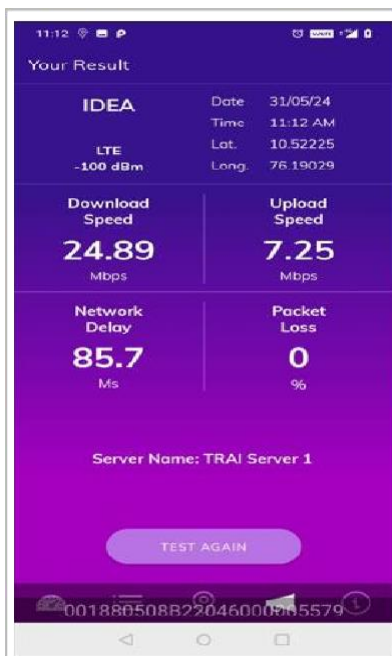 11:12
Your Result
IDEA
LTE
-100 dBm
Date 31/05/24
Time 11:12 AM
Lat. 10.52225
Long. 76.19029
Download
Speed
24.89
Mbps
Upload
Speed
7.25
Mbps
Network
Delay
85.7
Ms
Packet
Loss
0
%
Server Name: TRAI Server 1
TEST AGAIN
001880508B22046000005579